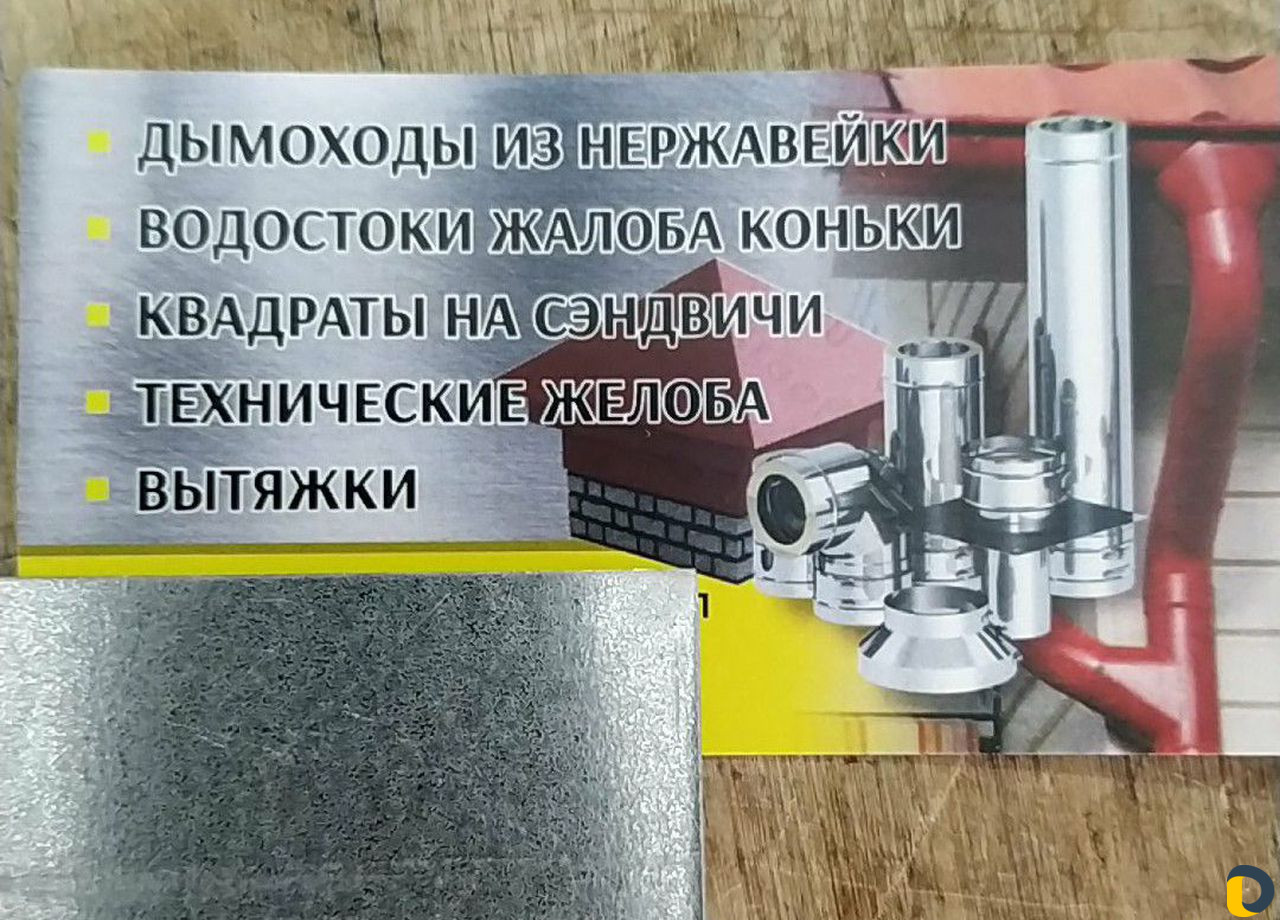 ДЫМОХОДЫ ИЗ НЕРЖАВЕЙКИ
ВОДОСТОКИ ЖАЛОБА КОНЬКИ
КВАДРАТЫ НА СЭНДВИЧИ
ТЕХНИЧЕСКИЕ ЖЕЛОБА
ВЫТЯЖКИ